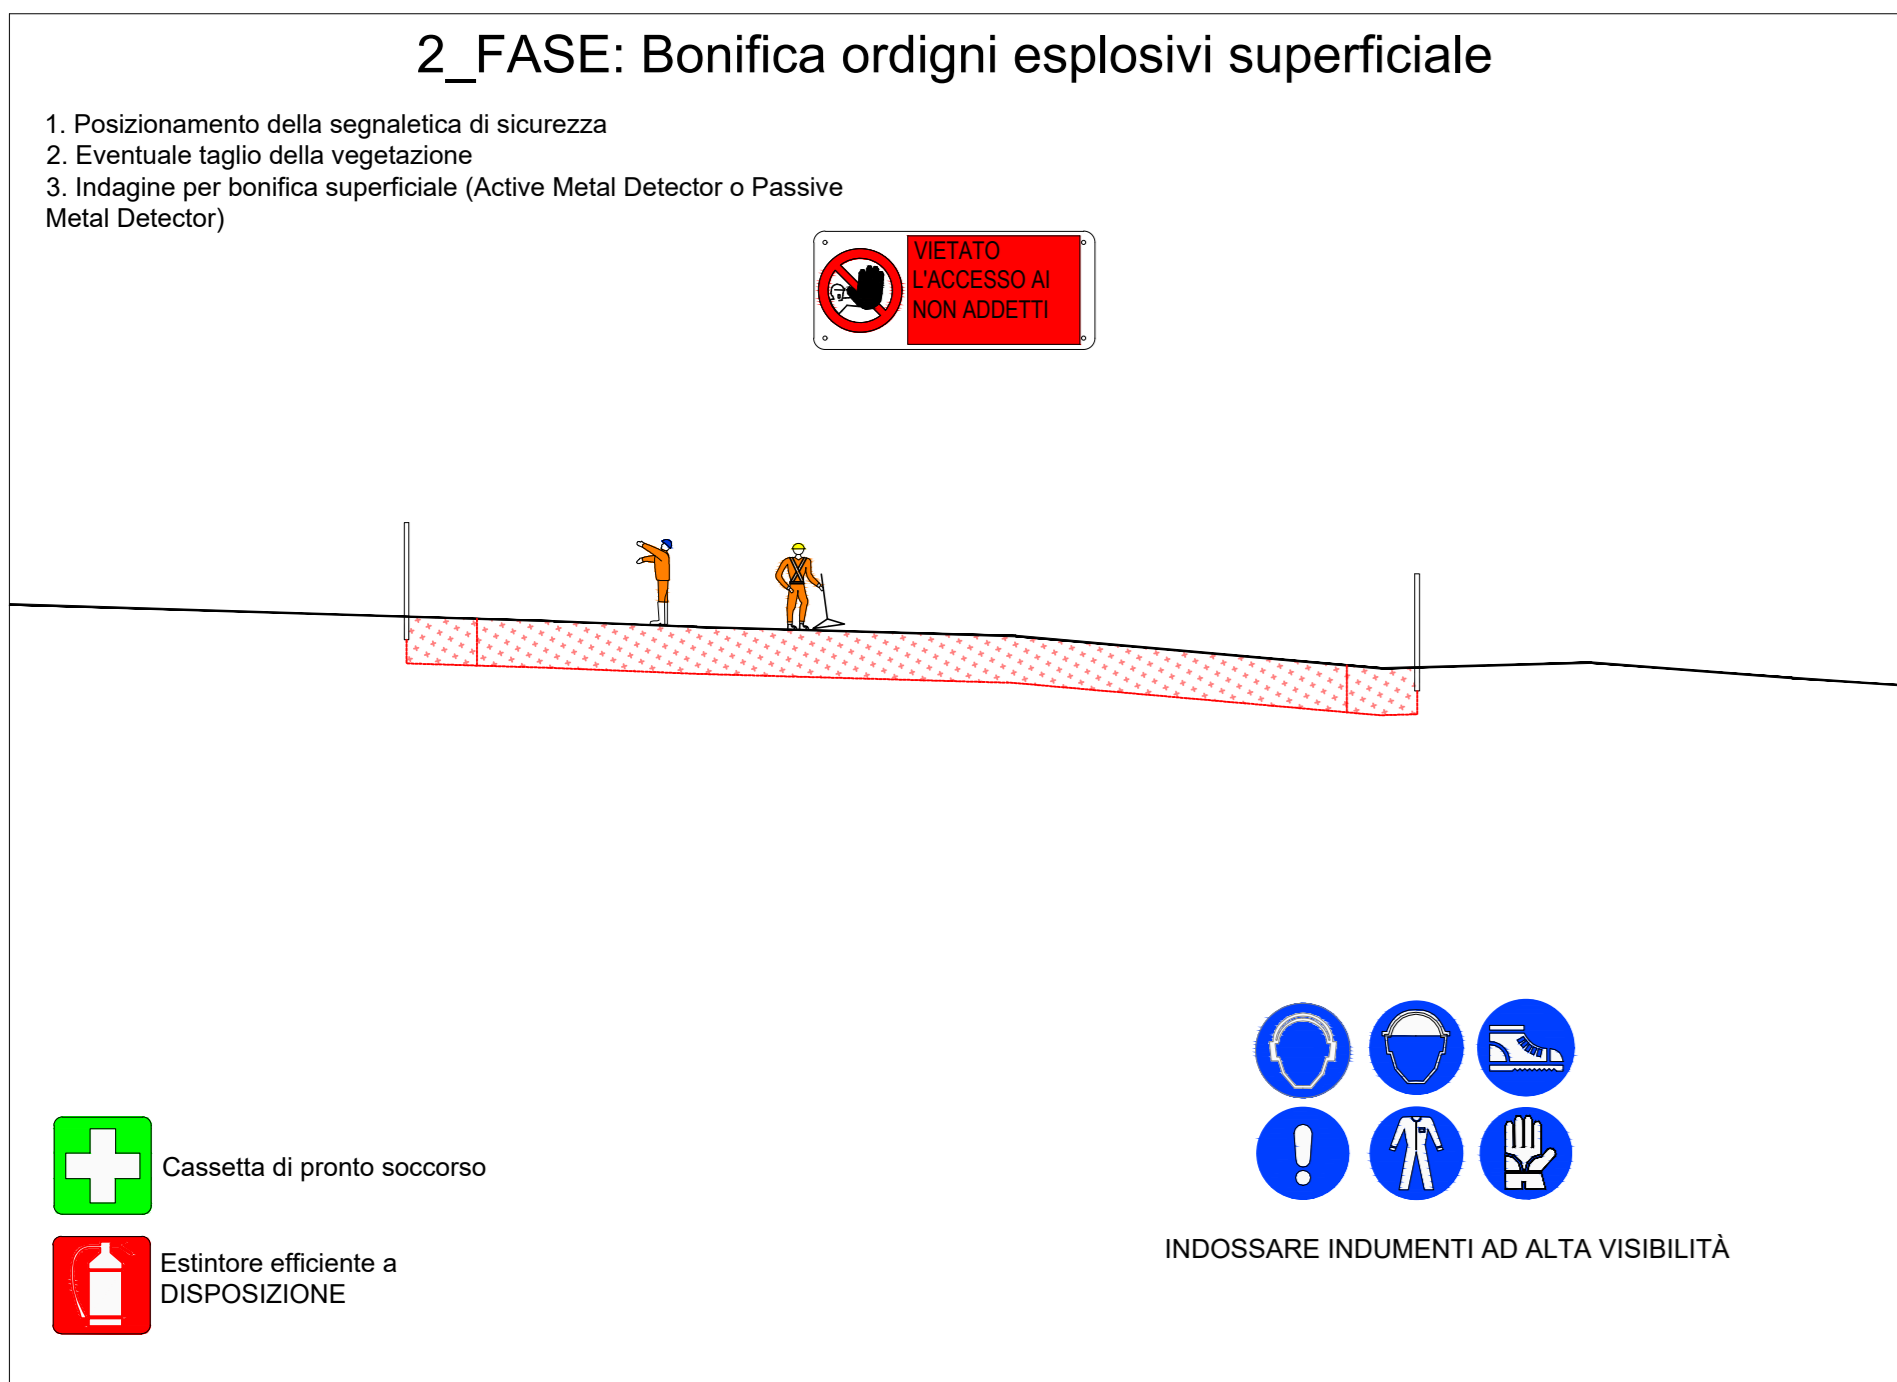 2_FASE: Bonifica ordigni esplosivi superficiale
1. Posizionamento della segnaletica di sicurezza
2. Eventuale taglio della vegetazione
3. Indagine per bonifica superficiale (Active Metal Detector o Passive
Metal Detector)
VIETATO
L'ACCESSO AI
NON ADDETTI
Cassetta di pronto soccorso
Estintore efficiente a
DISPOSIZIONE
INDOSSARE INDUMENTI AD ALTA VISIBILITÀ